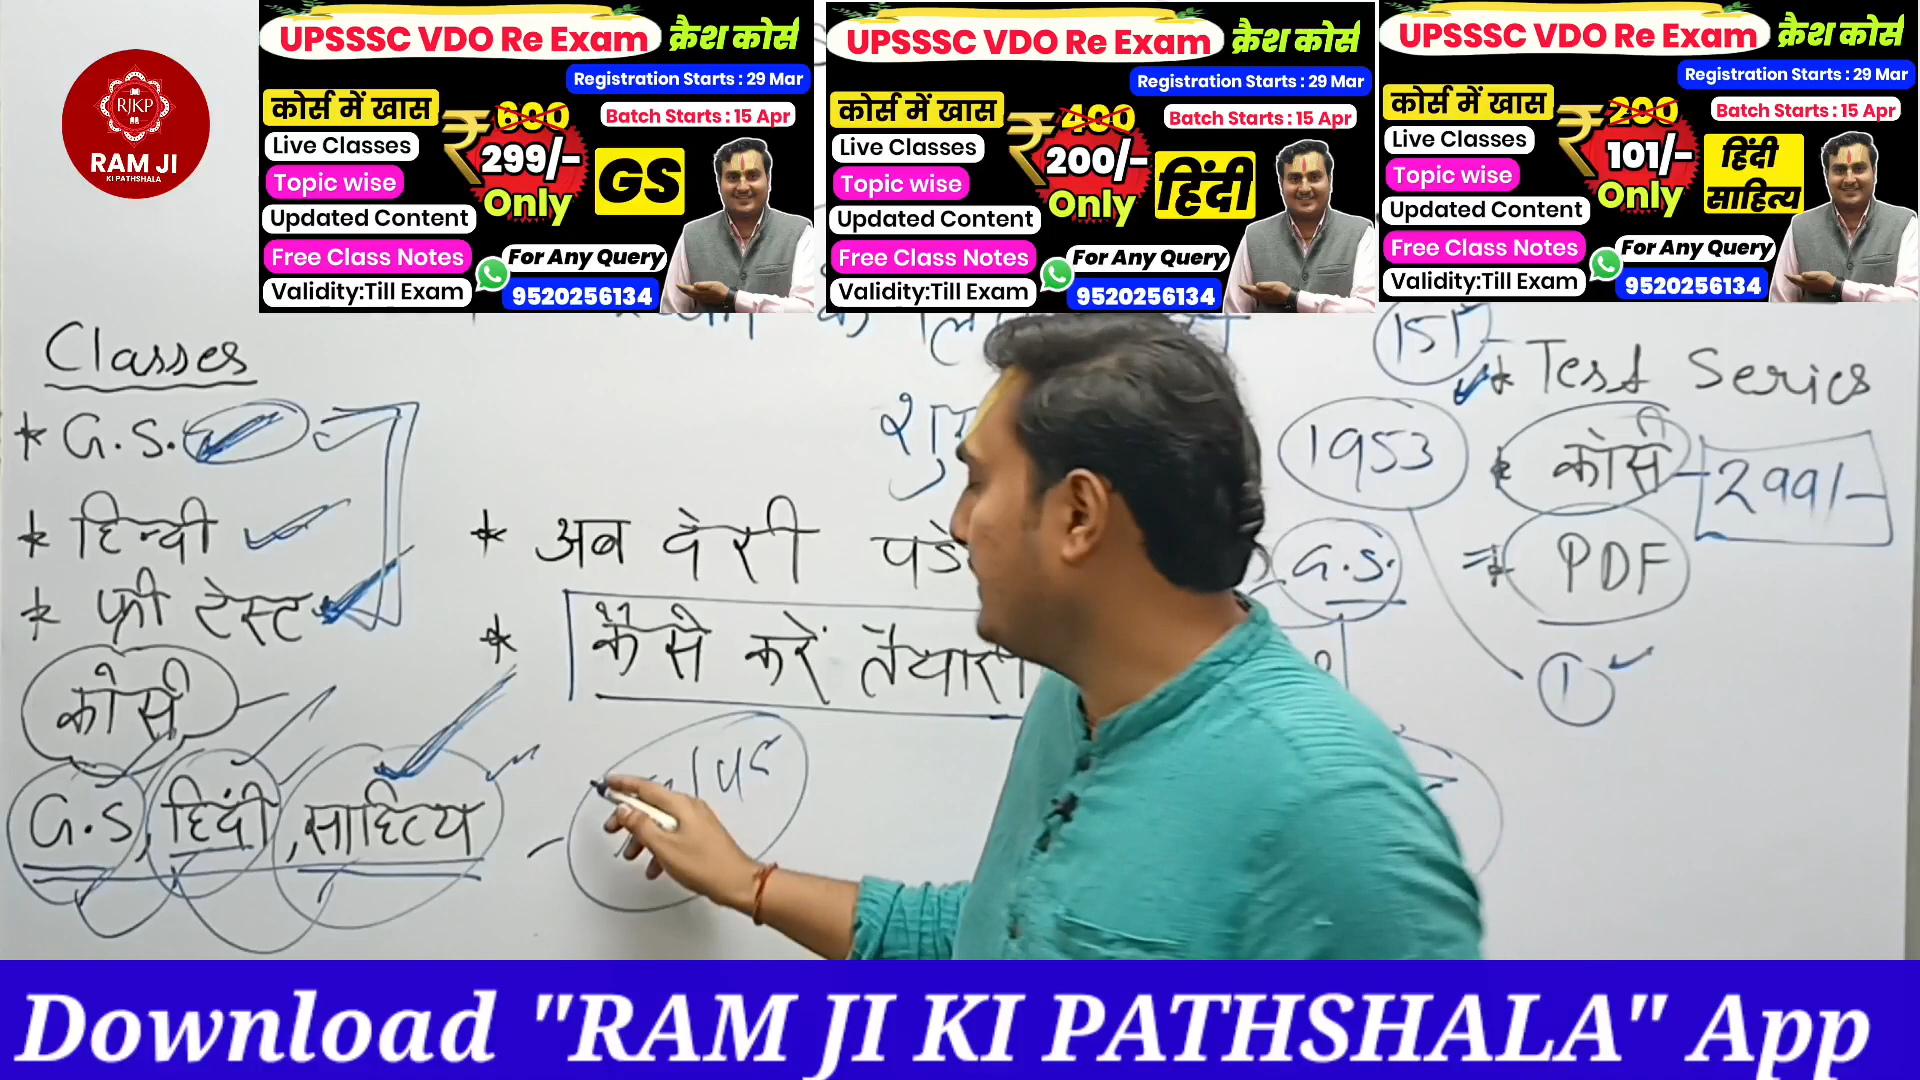 RJKP
RAM JI
KI PATHSHALA
UPSSSC VDO Re Exam क्रैश कोर्स
Registration Starts : 29 Mar
कोर्स में खास
₹ 600
Batch Starts : 15 Apr
Live Classes
299/-
Topic wise
GS
Only
Updated Content
Free Class Notes
For Any Query
Validity:Till Exam
9520256134
UPSSSC VDO Re Exam क्रैश कोर्स
Registration Starts : 29 Mar
कोर्स में खास
₹ 400
Batch Starts : 15 Apr
Live Classes
200/-
Topic wise
हिंदी
Only
Updated Content
Free Class Notes
For Any Query
Validity:Till Exam
9520256134
UPSSSC VDO Re Exam क्रैश कोर्स
Registration Starts : 29 Mar
कोर्स में खास
₹ 200
Batch Starts : 15 Apr
Live Classes
101/-
हिंदी
साहित्य
Topic wise
Only
Updated Content
Free Class Notes
For Any Query
Validity:Till Exam
9520256134
Classes
* G.S.
* हिन्दी
* फ्री टेस्ट
कोर्स
G.S, हिंदी, साहित्य
* अब देरी
* कैसे करें तैयारी
151
* Test Series
1953
* कोर्स - 299/-
G.S.
* PDF
1
Download "RAM JI KI PATHSHALA" App